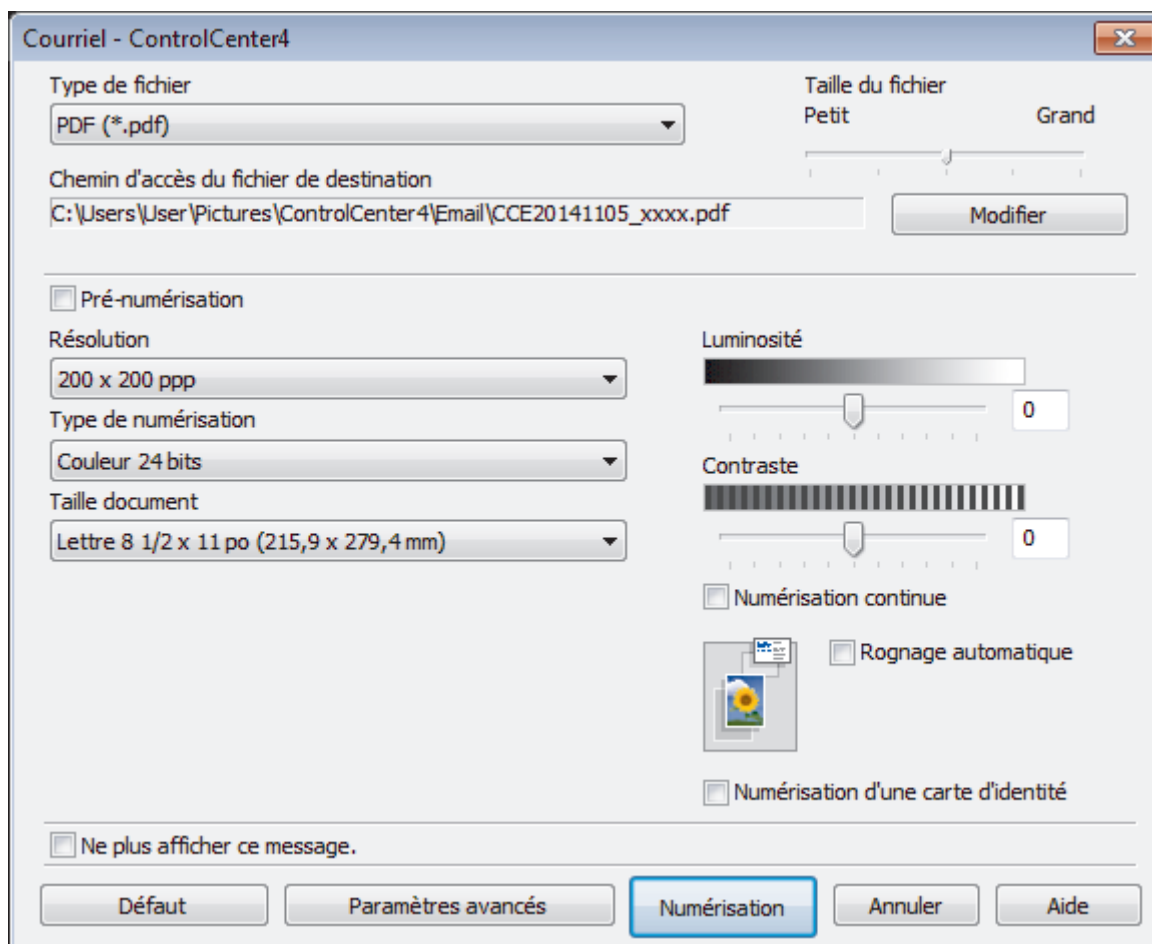 Courriel - ControlCenter4
Type de fichier
PDF (*.pdf)
Taille du fichier
Petit
Grand
Chemin d'accès du fichier de destination
C:\Users\User\Pictures\ControlCenter4\Email\CCE20141105_xxxx.pdf
Modifier
Pré-numérisation
Résolution
200 x 200 ppp
Type de numérisation
Couleur 24 bits
Taille document
Lettre 8 1/2 x 11 po (215,9 x 279,4 mm)
Luminosité
0
Contraste
0
Numérisation continue
Rognage automatique
Numérisation d'une carte d'identité
Ne plus afficher ce message.
Défaut
Paramètres avancés
Numérisation
Annuler
Aide